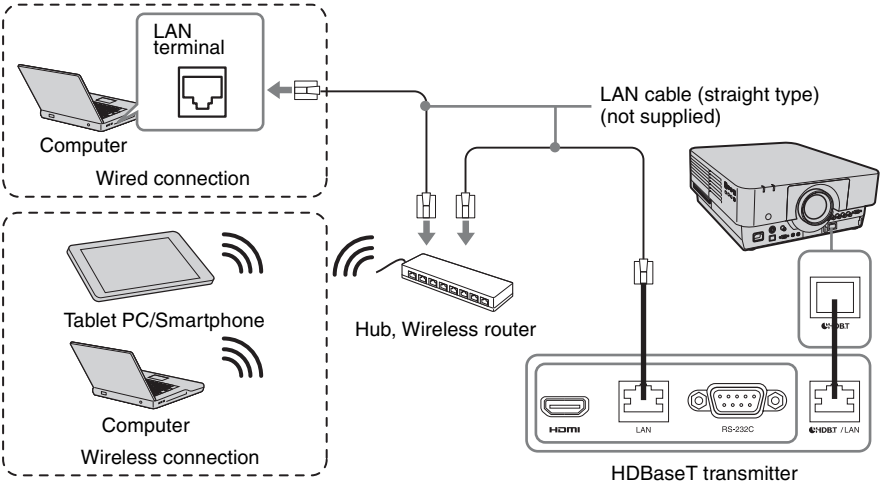 LAN
terminal
Computer
Wired connection
LAN cable (straight type)
(not supplied)
Tablet PC/Smartphone
Hub, Wireless router
Computer
Wireless connection
HDBT
HDMI
LAN
RS-232C
HDBT / LAN
HDBaseT transmitter